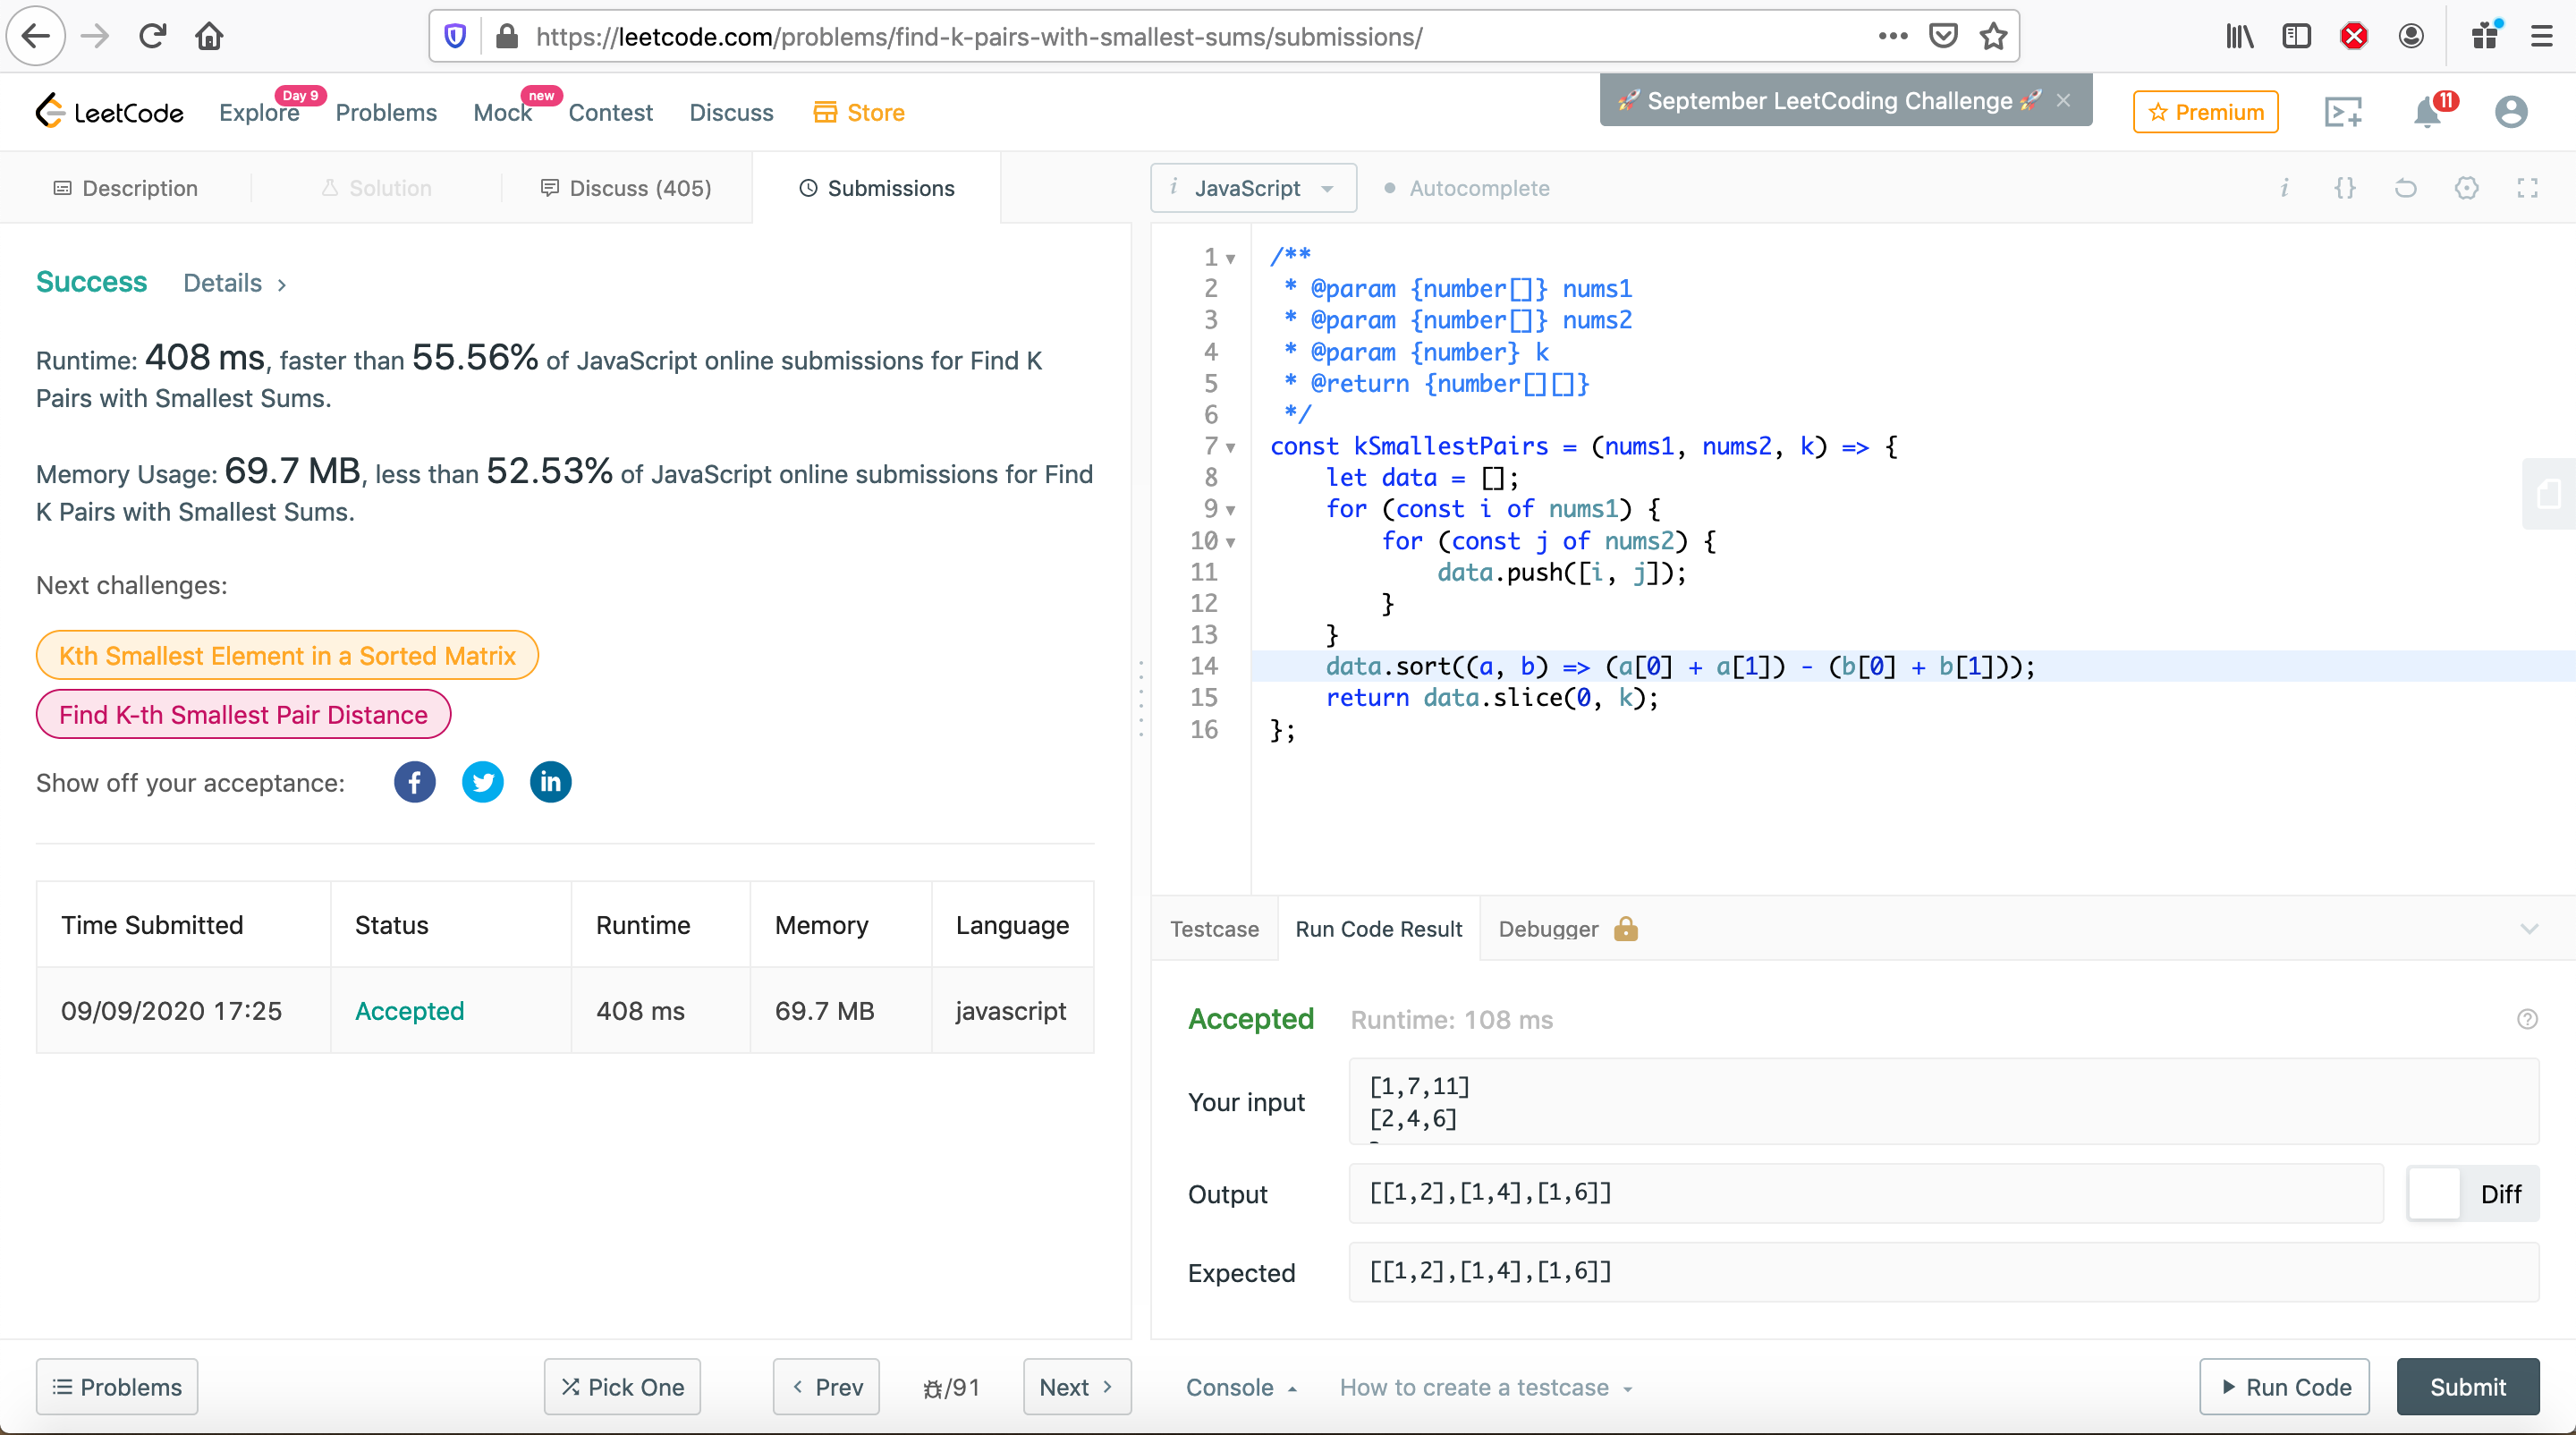 https://leetcode.com/problems/find-k-pairs-with-smallest-sums/submissions/
LeetCode
Explore
Day 9
Problems
Mock
new
Contest
Discuss
Store
🚀 September LeetCoding Challenge 🚀 ×
Premium
11
Description
Solution
Discuss (405)
Submissions
i JavaScript
Autocomplete
i {}
Success Details >
Runtime: 408 ms, faster than 55.56% of JavaScript online submissions for Find K
Pairs with Smallest Sums.
Memory Usage: 69.7 MB, less than 52.53% of JavaScript online submissions for Find
K Pairs with Smallest Sums.
Next challenges:
Kth Smallest Element in a Sorted Matrix
Find K-th Smallest Pair Distance
Show off your acceptance:
Time Submitted Status Runtime Memory Language
09/09/2020 17:25 Accepted 408 ms 69.7 MB javascript
1 /**
2  * @param {number[]} nums1
3  * @param {number[]} nums2
4  * @param {number} k
5  * @return {number[][]}
6  */
7 const kSmallestPairs = (nums1, nums2, k) => {
8     let data = [];
9     for (const i of nums1) {
10         for (const j of nums2) {
11             data.push([i, j]);
12         }
13     }
14     data.sort((a, b) => (a[0] + a[1]) - (b[0] + b[1]));
15     return data.slice(0, k);
16 };
Testcase Run Code Result Debugger
Accepted Runtime: 108 ms
Your input
[1,7,11]
[2,4,6]
Output
[[1,2],[1,4],[1,6]]
Diff
Expected
[[1,2],[1,4],[1,6]]
Problems
Pick One
< Prev
/91
Next >
Console
How to create a testcase
Run Code
Submit